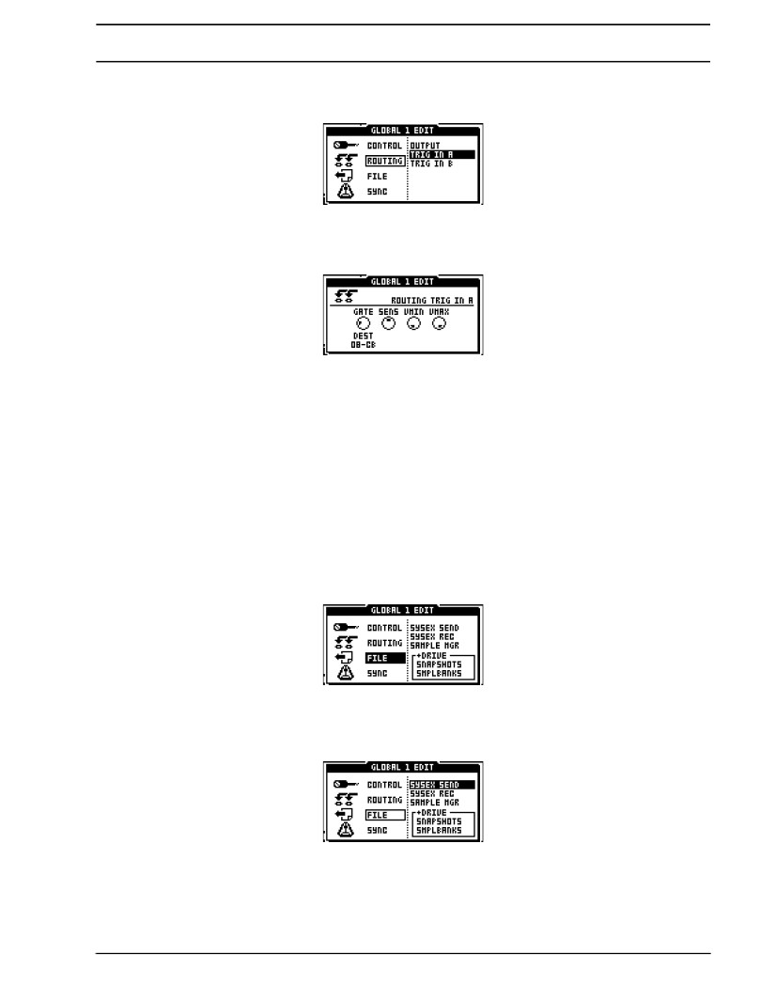 GLOBAL 1 EDIT
CONTROL
ROUTING
FILE
SYNC
OUTPUT
TRIG IN A
TRIG IN B
GLOBAL 1 EDIT
ROUTING TRIG IN A
GATE SENS VMIN VMAX
DEST
08-CB
GLOBAL 1 EDIT
CONTROL
ROUTING
FILE
SYNC
SYSEX SEND
SYSEX REC
SAMPLE MGR
+DRIVE
SNAPSHOTS
SMPLBANKS
GLOBAL 1 EDIT
CONTROL
ROUTING
FILE
SYNC
SYSEX SEND
SYSEX REC
SAMPLE MGR
+DRIVE
SNAPSHOTS
SMPLBANKS